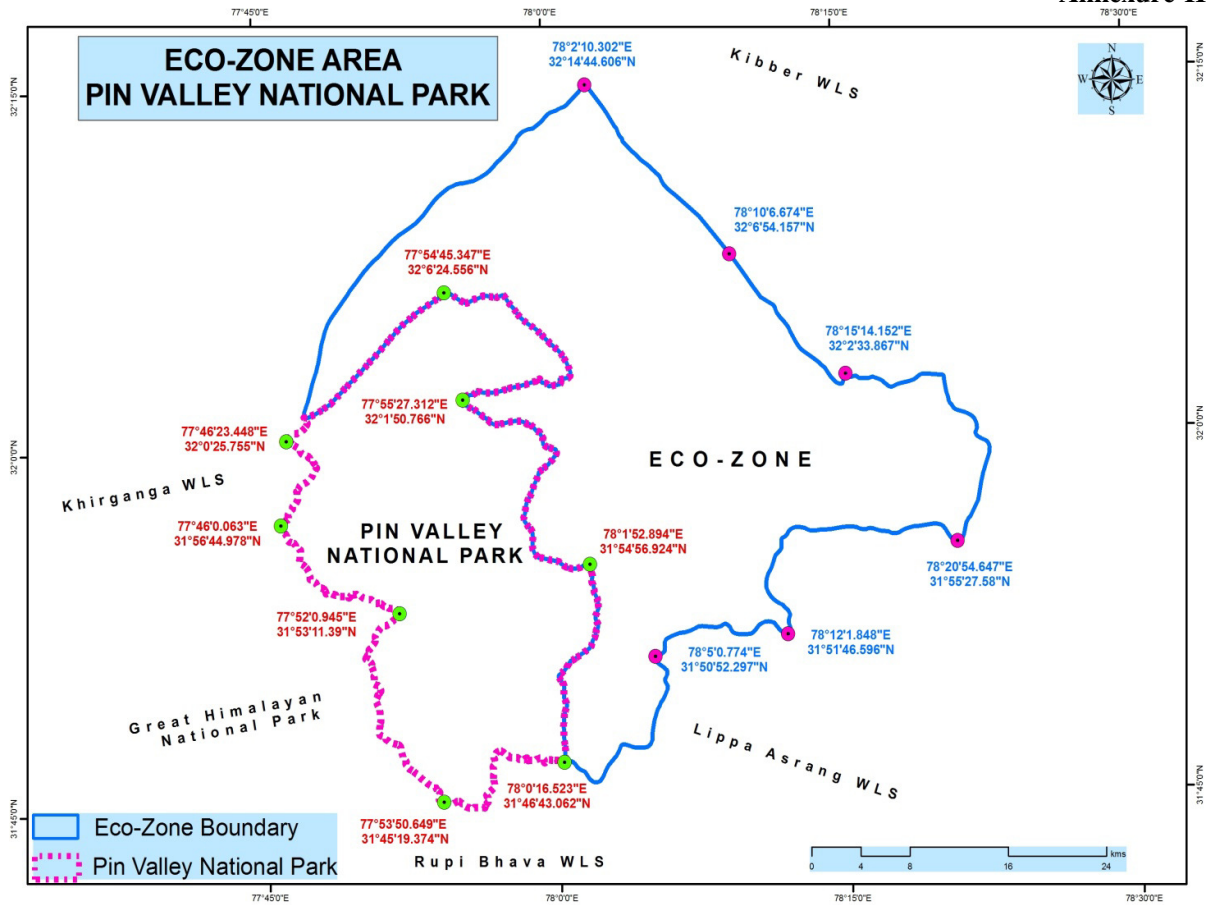 Annexure II
77°45'0"E
78°0'0"E
78°15'0"E
78°30'0"E
ECO-ZONE AREA
PIN VALLEY NATIONAL PARK
78°2'10.302"E
32°14'44.606"N
Kibber WLS
N
W
E
S
32°15'0"N
32°15'0"N
78°10'6.674"E
32°6'54.157"N
77°54'45.347"E
32°6'24.556"N
78°15'14.152"E
32°2'33.867"N
77°55'27.312"E
32°1'50.766"N
77°46'23.448"E
32°0'25.755"N
32°0'0"N
32°0'0"N
ECO-ZONE
Khirganga WLS
77°46'0.063"E
31°56'44.978"N
PIN VALLEY
NATIONAL PARK
78°1'52.894"E
31°54'56.924"N
78°20'54.647"E
31°55'27.58"N
77°52'0.945"E
31°53'11.39"N
78°12'1.848"E
31°51'46.596"N
78°5'0.774"E
31°50'52.297"N
Great Himalayan
National Park
Lippa Asrang WLS
78°0'16.523"E
31°46'43.062"N
31°45'0"N
31°45'0"N
77°53'50.649"E
31°45'19.374"N
Eco-Zone Boundary
Pin Valley National Park
Rupi Bhava WLS
kms
0 4 8 16 24
77°45'0"E
78°0'0"E
78°15'0"E
78°30'0"E